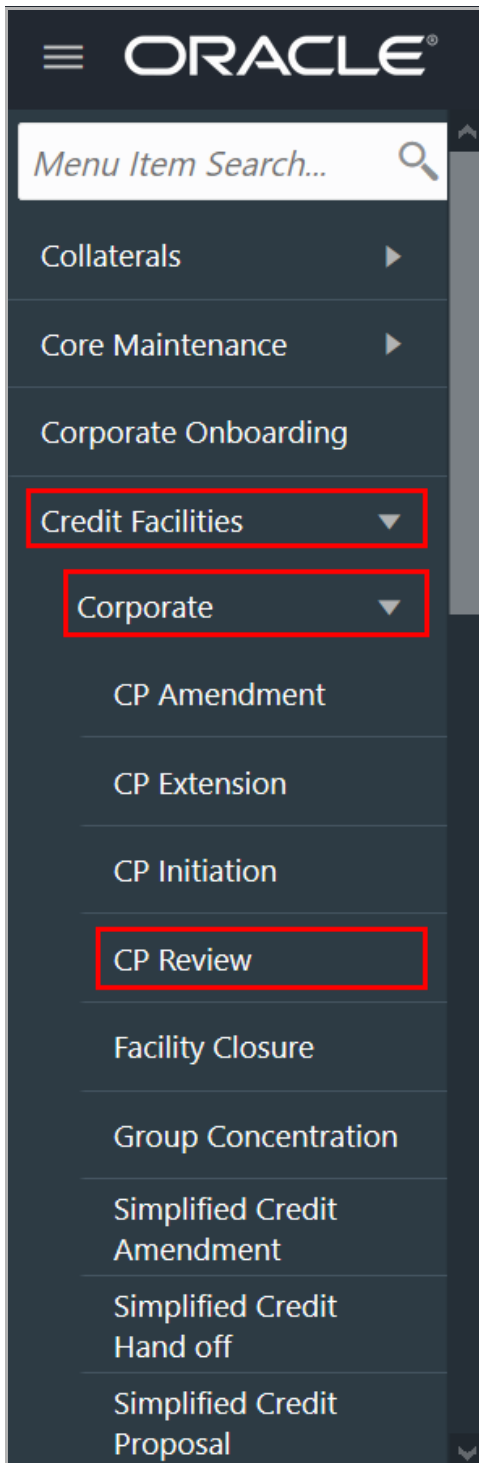 ORACLE®
Menu Item Search...
Collaterals
Core Maintenance
Corporate Onboarding
Credit Facilities
Corporate
CP Amendment
CP Extension
CP Initiation
CP Review
Facility Closure
Group Concentration
Simplified Credit
Amendment
Simplified Credit
Hand off
Simplified Credit
Proposal